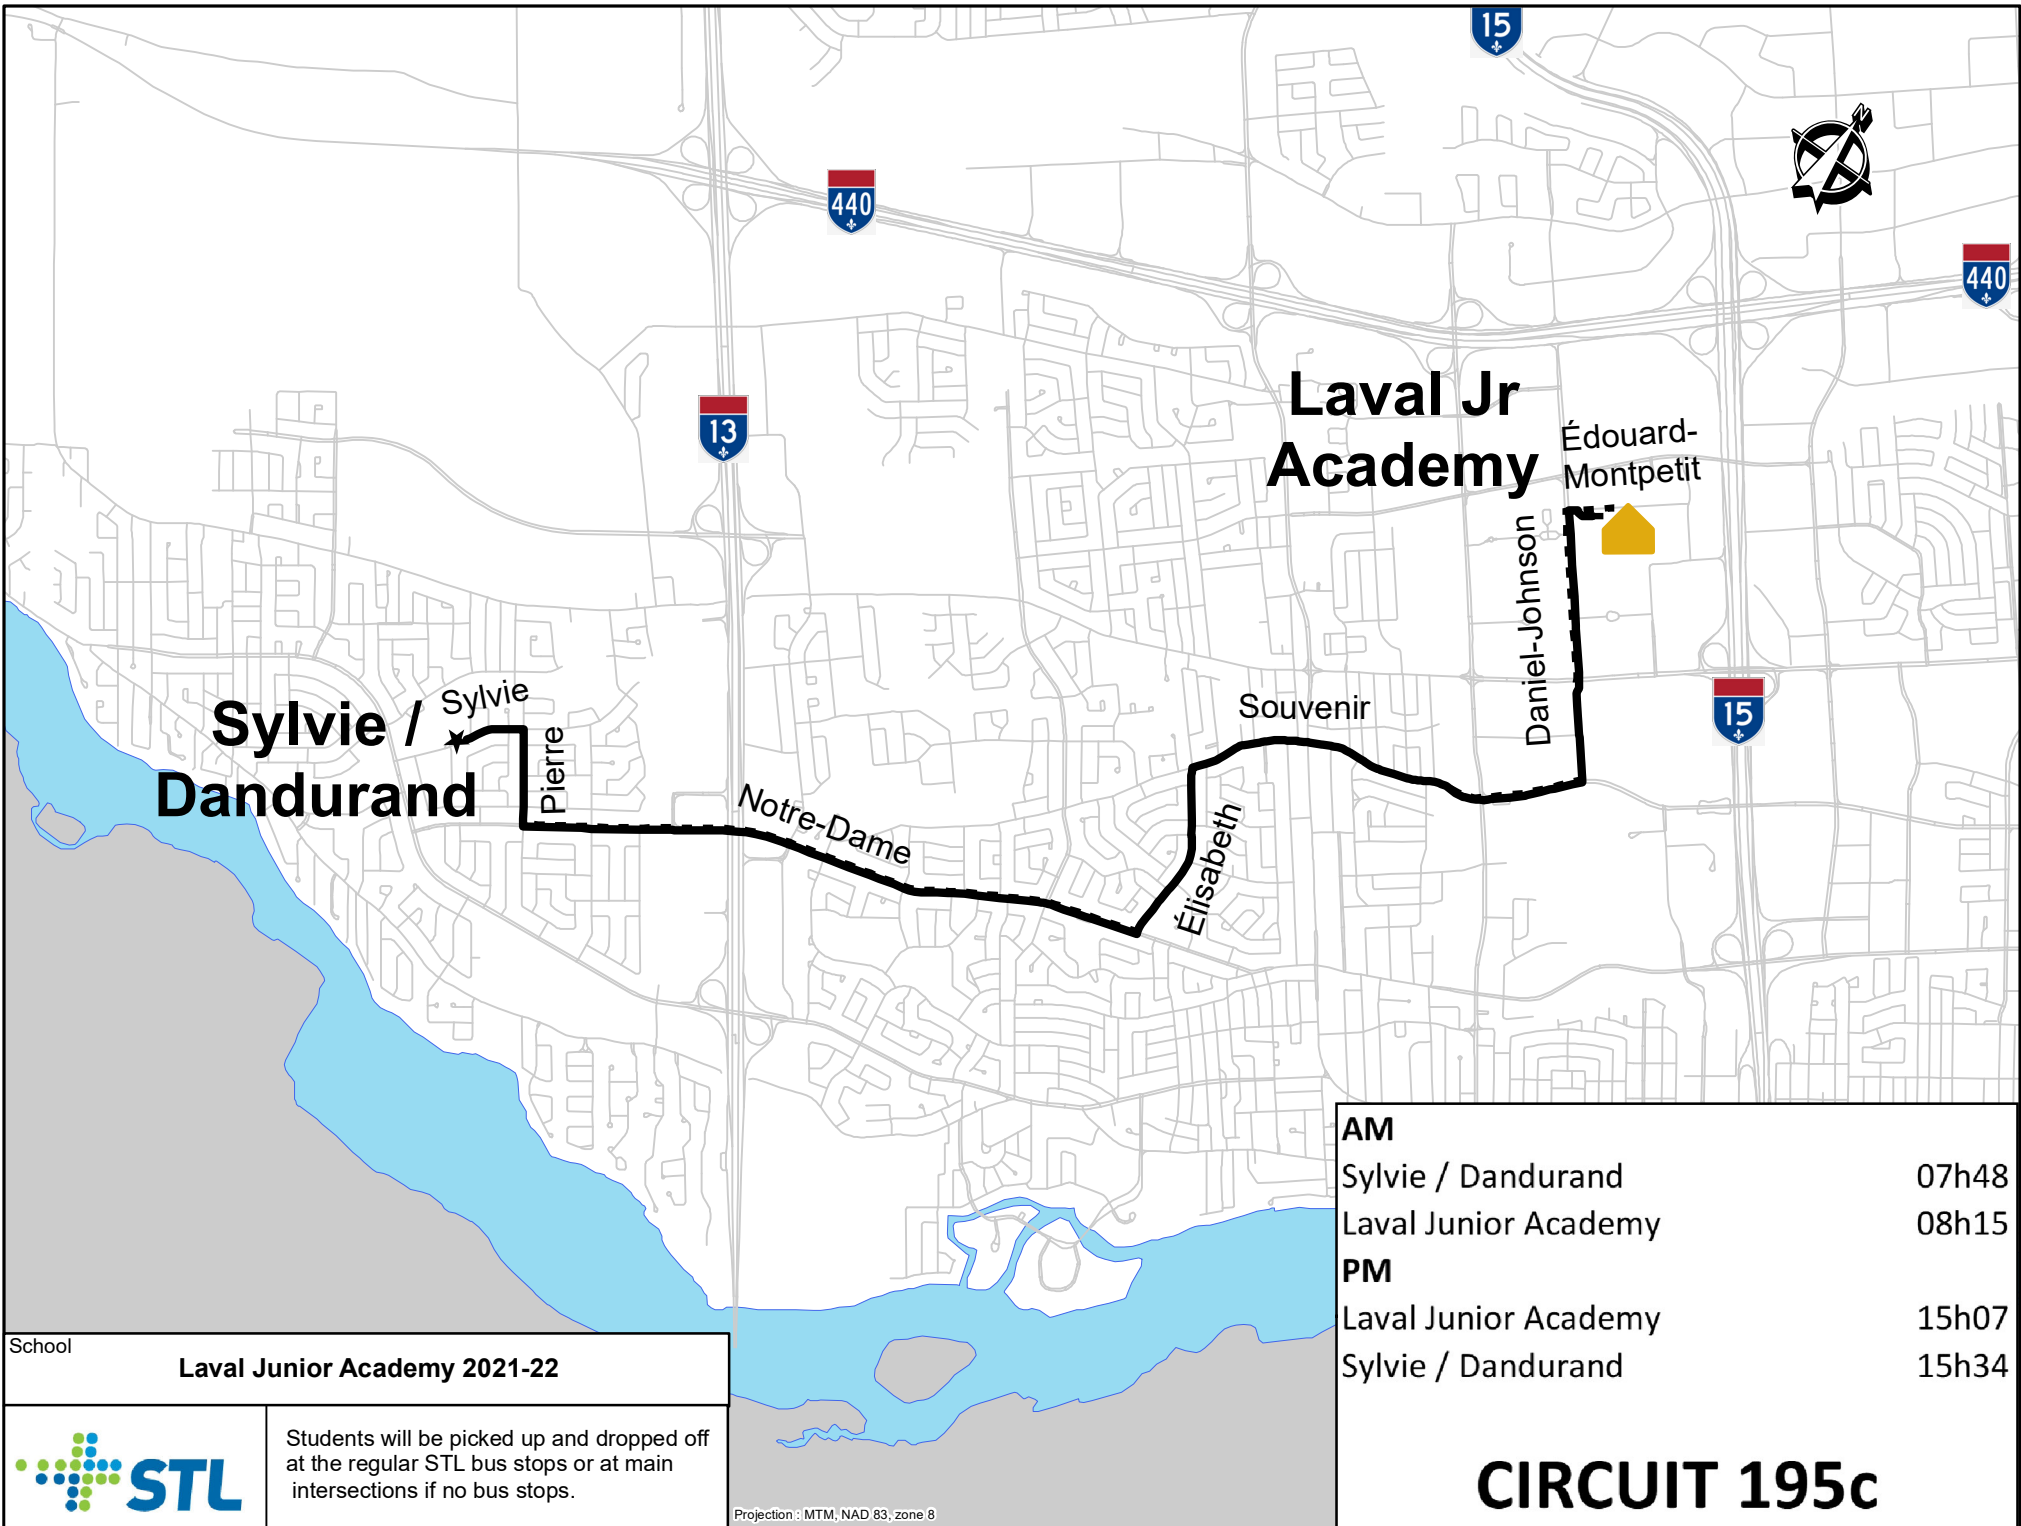 15
N
440
440
13
Laval Jr
Academy
Édouard-
Montpetit
Daniel-Johnson
Sylvie
Sylvie /
Dandurand
Pierre
Souvenir
15
Notre-Dame
Élisabeth
AM
Sylvie / Dandurand 07h48
Laval Junior Academy 08h15
PM
Laval Junior Academy 15h07
Sylvie / Dandurand 15h34
CIRCUIT 195c
School
Laval Junior Academy 2021-22
STL
Students will be picked up and dropped off
at the regular STL bus stops or at main
intersections if no bus stops.
Projection : MTM, NAD 83, zone 8